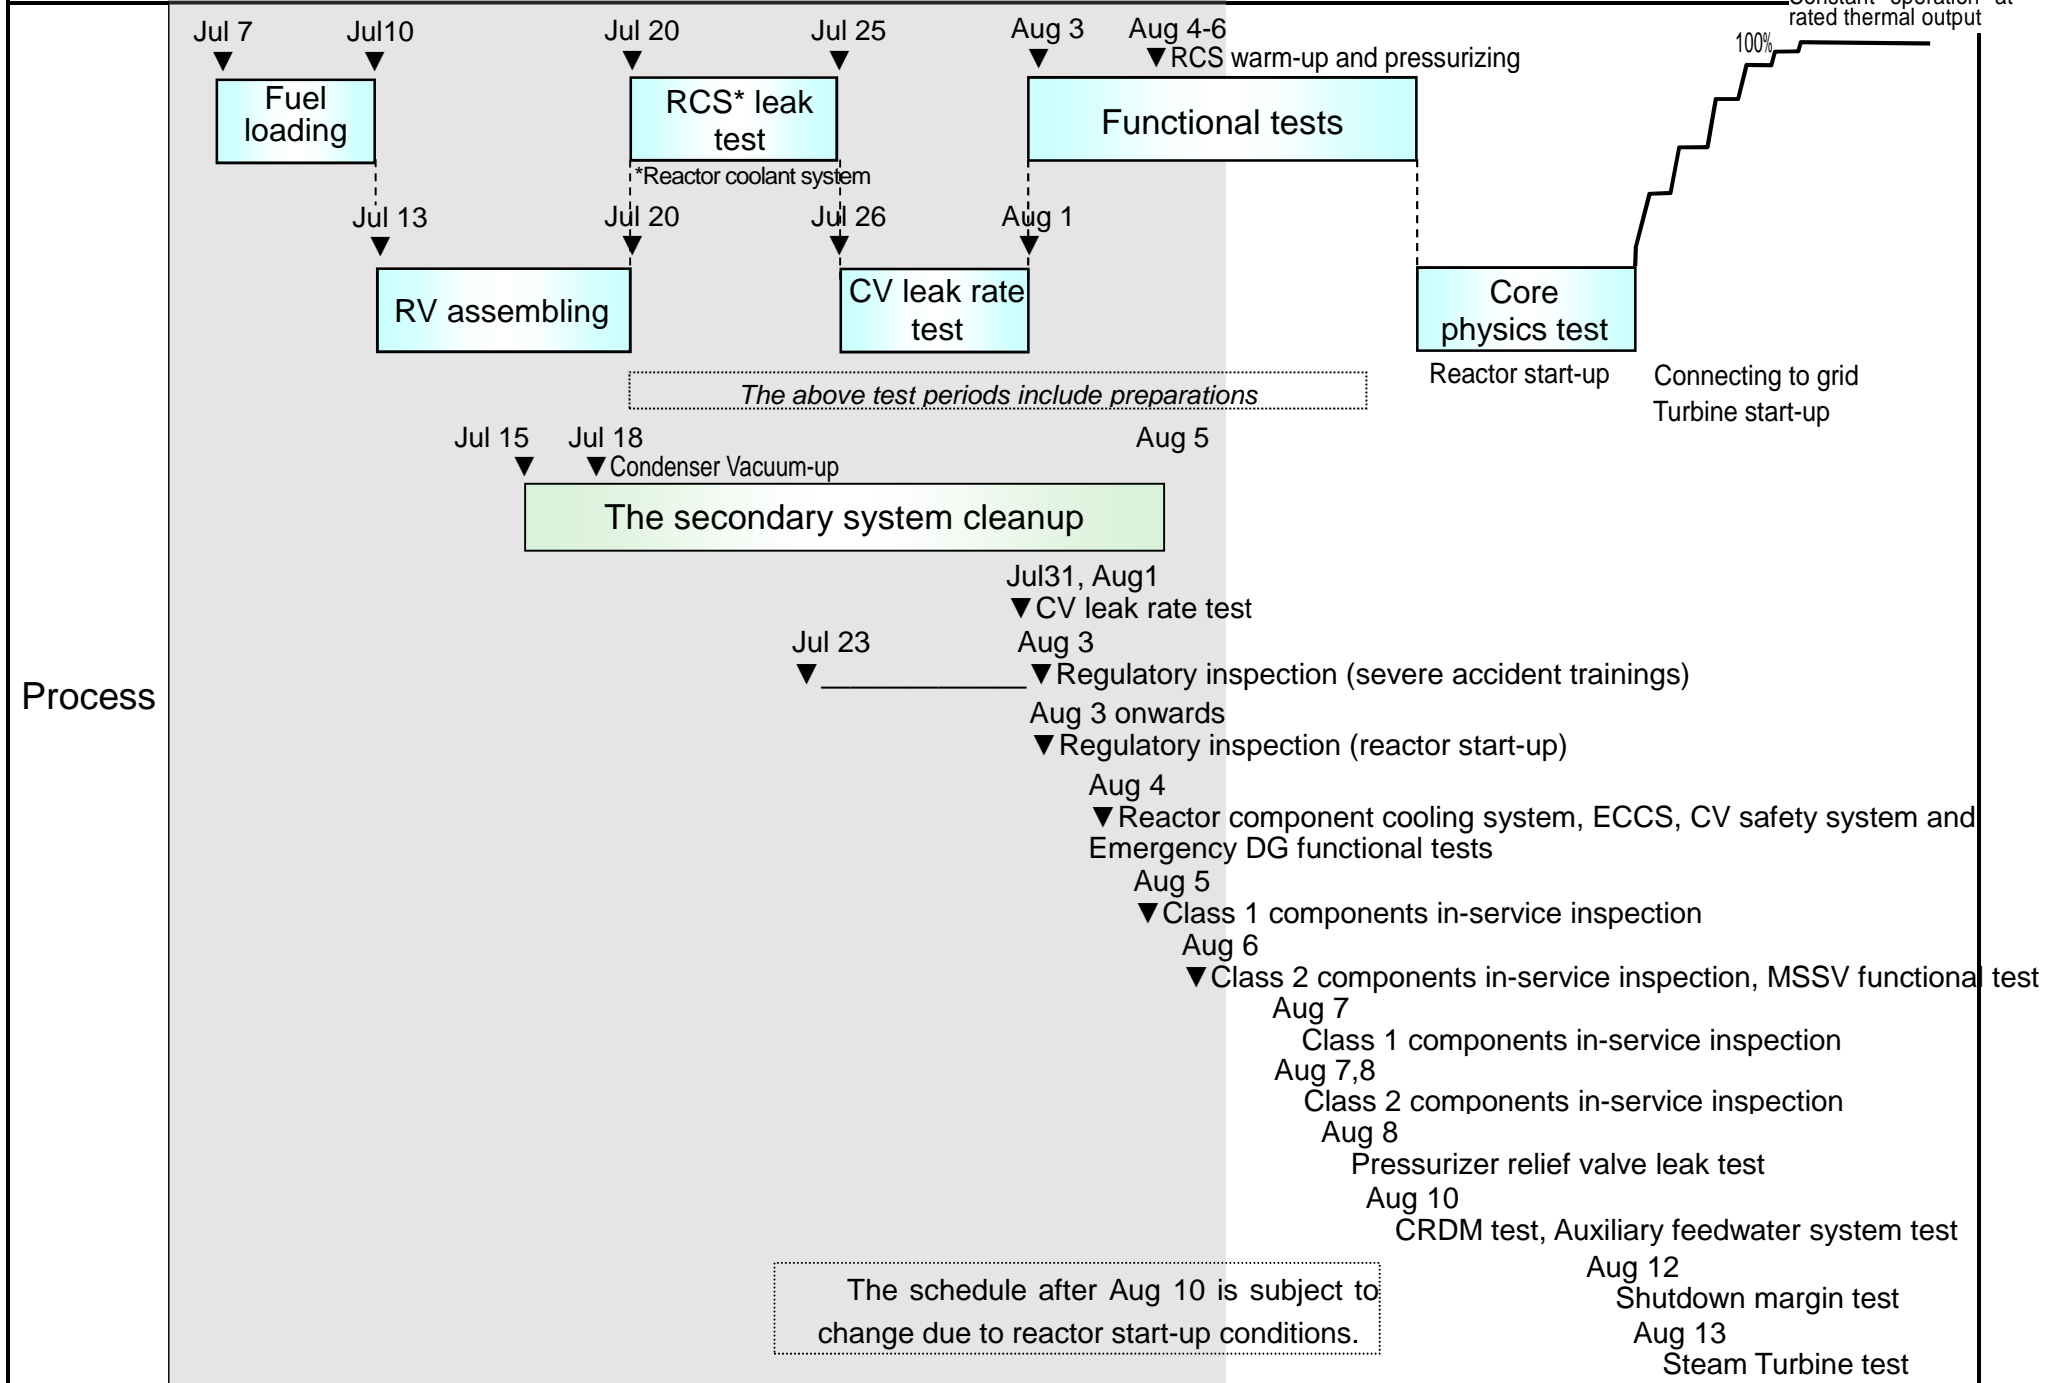 Constant operation at
rated thermal output
Jul 7
Jul10
Jul 20
Jul 25
Aug 3
Aug 4-6
▼RCS warm-up and pressurizing
100%
Fuel
loading
RCS* leak
test
Functional tests
*Reactor coolant system
Jul 13
Jul 20
Jul 26
Aug 1
RV assembling
CV leak rate
test
Core
physics test
Reactor start-up
Connecting to grid
Turbine start-up
The above test periods include preparations
Jul 15
Jul 18
Aug 5
▼Condenser Vacuum-up
The secondary system cleanup
Jul31, Aug1
▼CV leak rate test
Jul 23
Aug 3
▼Regulatory inspection (severe accident trainings)
Process
Aug 3 onwards
▼Regulatory inspection (reactor start-up)
Aug 4
▼Reactor component cooling system, ECCS, CV safety system and
Emergency DG functional tests
Aug 5
▼Class 1 components in-service inspection
Aug 6
▼Class 2 components in-service inspection, MSSV functional test
Aug 7
Class 1 components in-service inspection
Aug 7,8
Class 2 components in-service inspection
Aug 8
Pressurizer relief valve leak test
Aug 10
CRDM test, Auxiliary feedwater system test
Aug 12
Shutdown margin test
Aug 13
Steam Turbine test
The schedule after Aug 10 is subject to
change due to reactor start-up conditions.